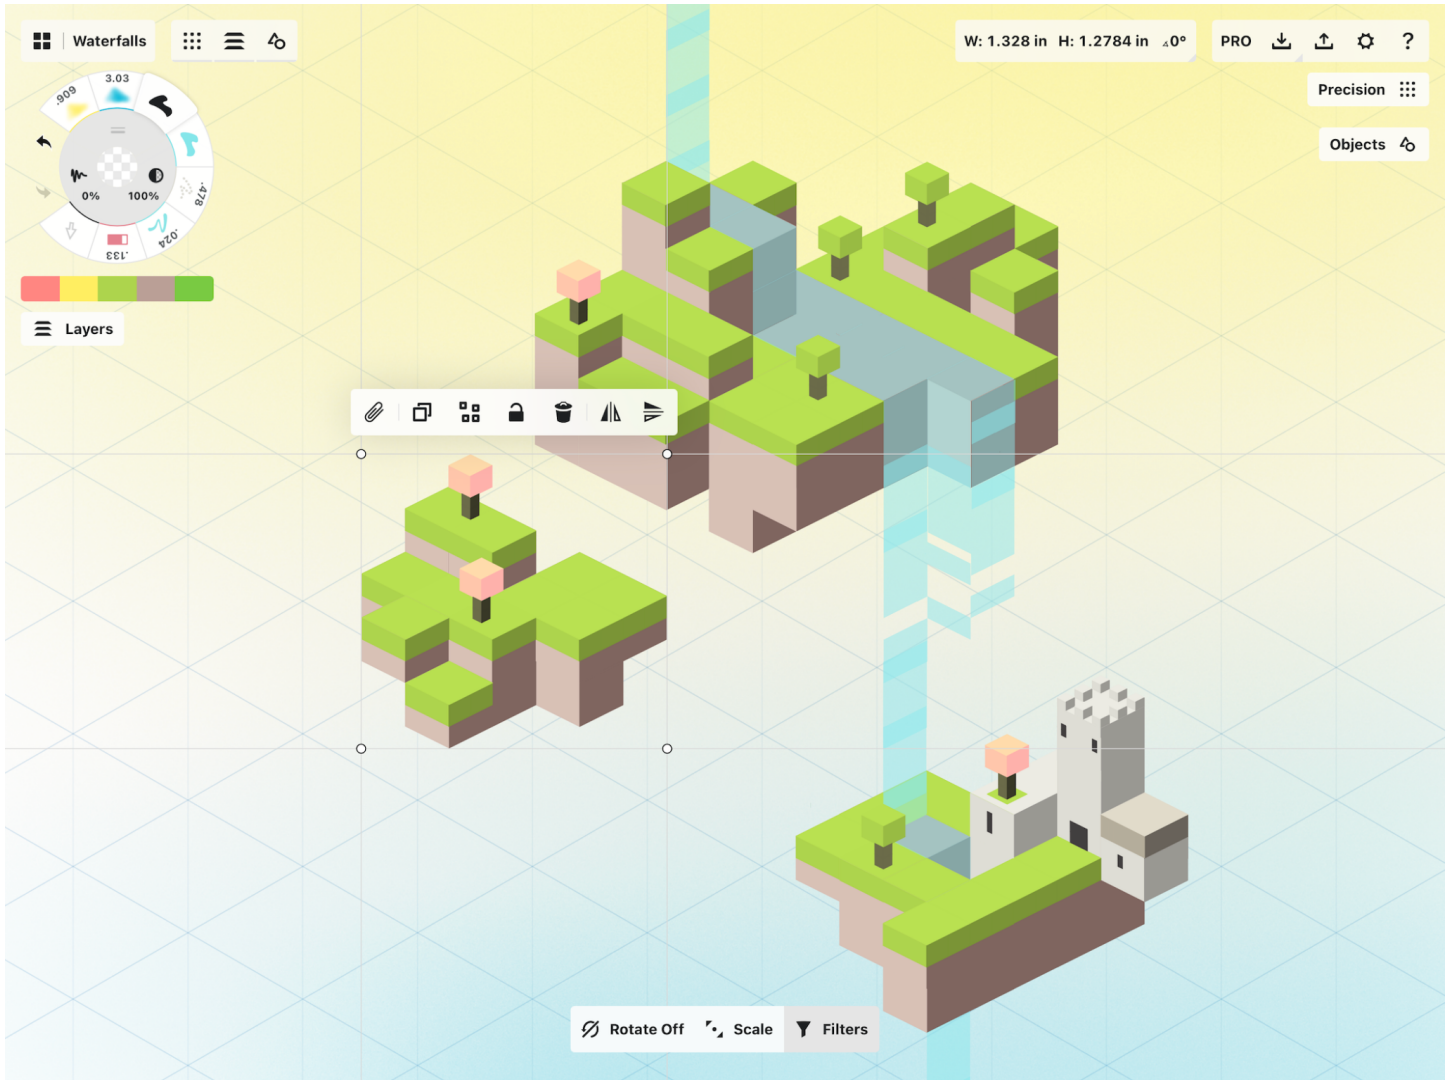 Waterfalls
W: 1.328 in H: 1.2784 in ⊿0°
PRO
?
Precision
Objects
.909
3.03
.478
.024
.133
0%
100%
Layers
Rotate Off
Scale
Filters